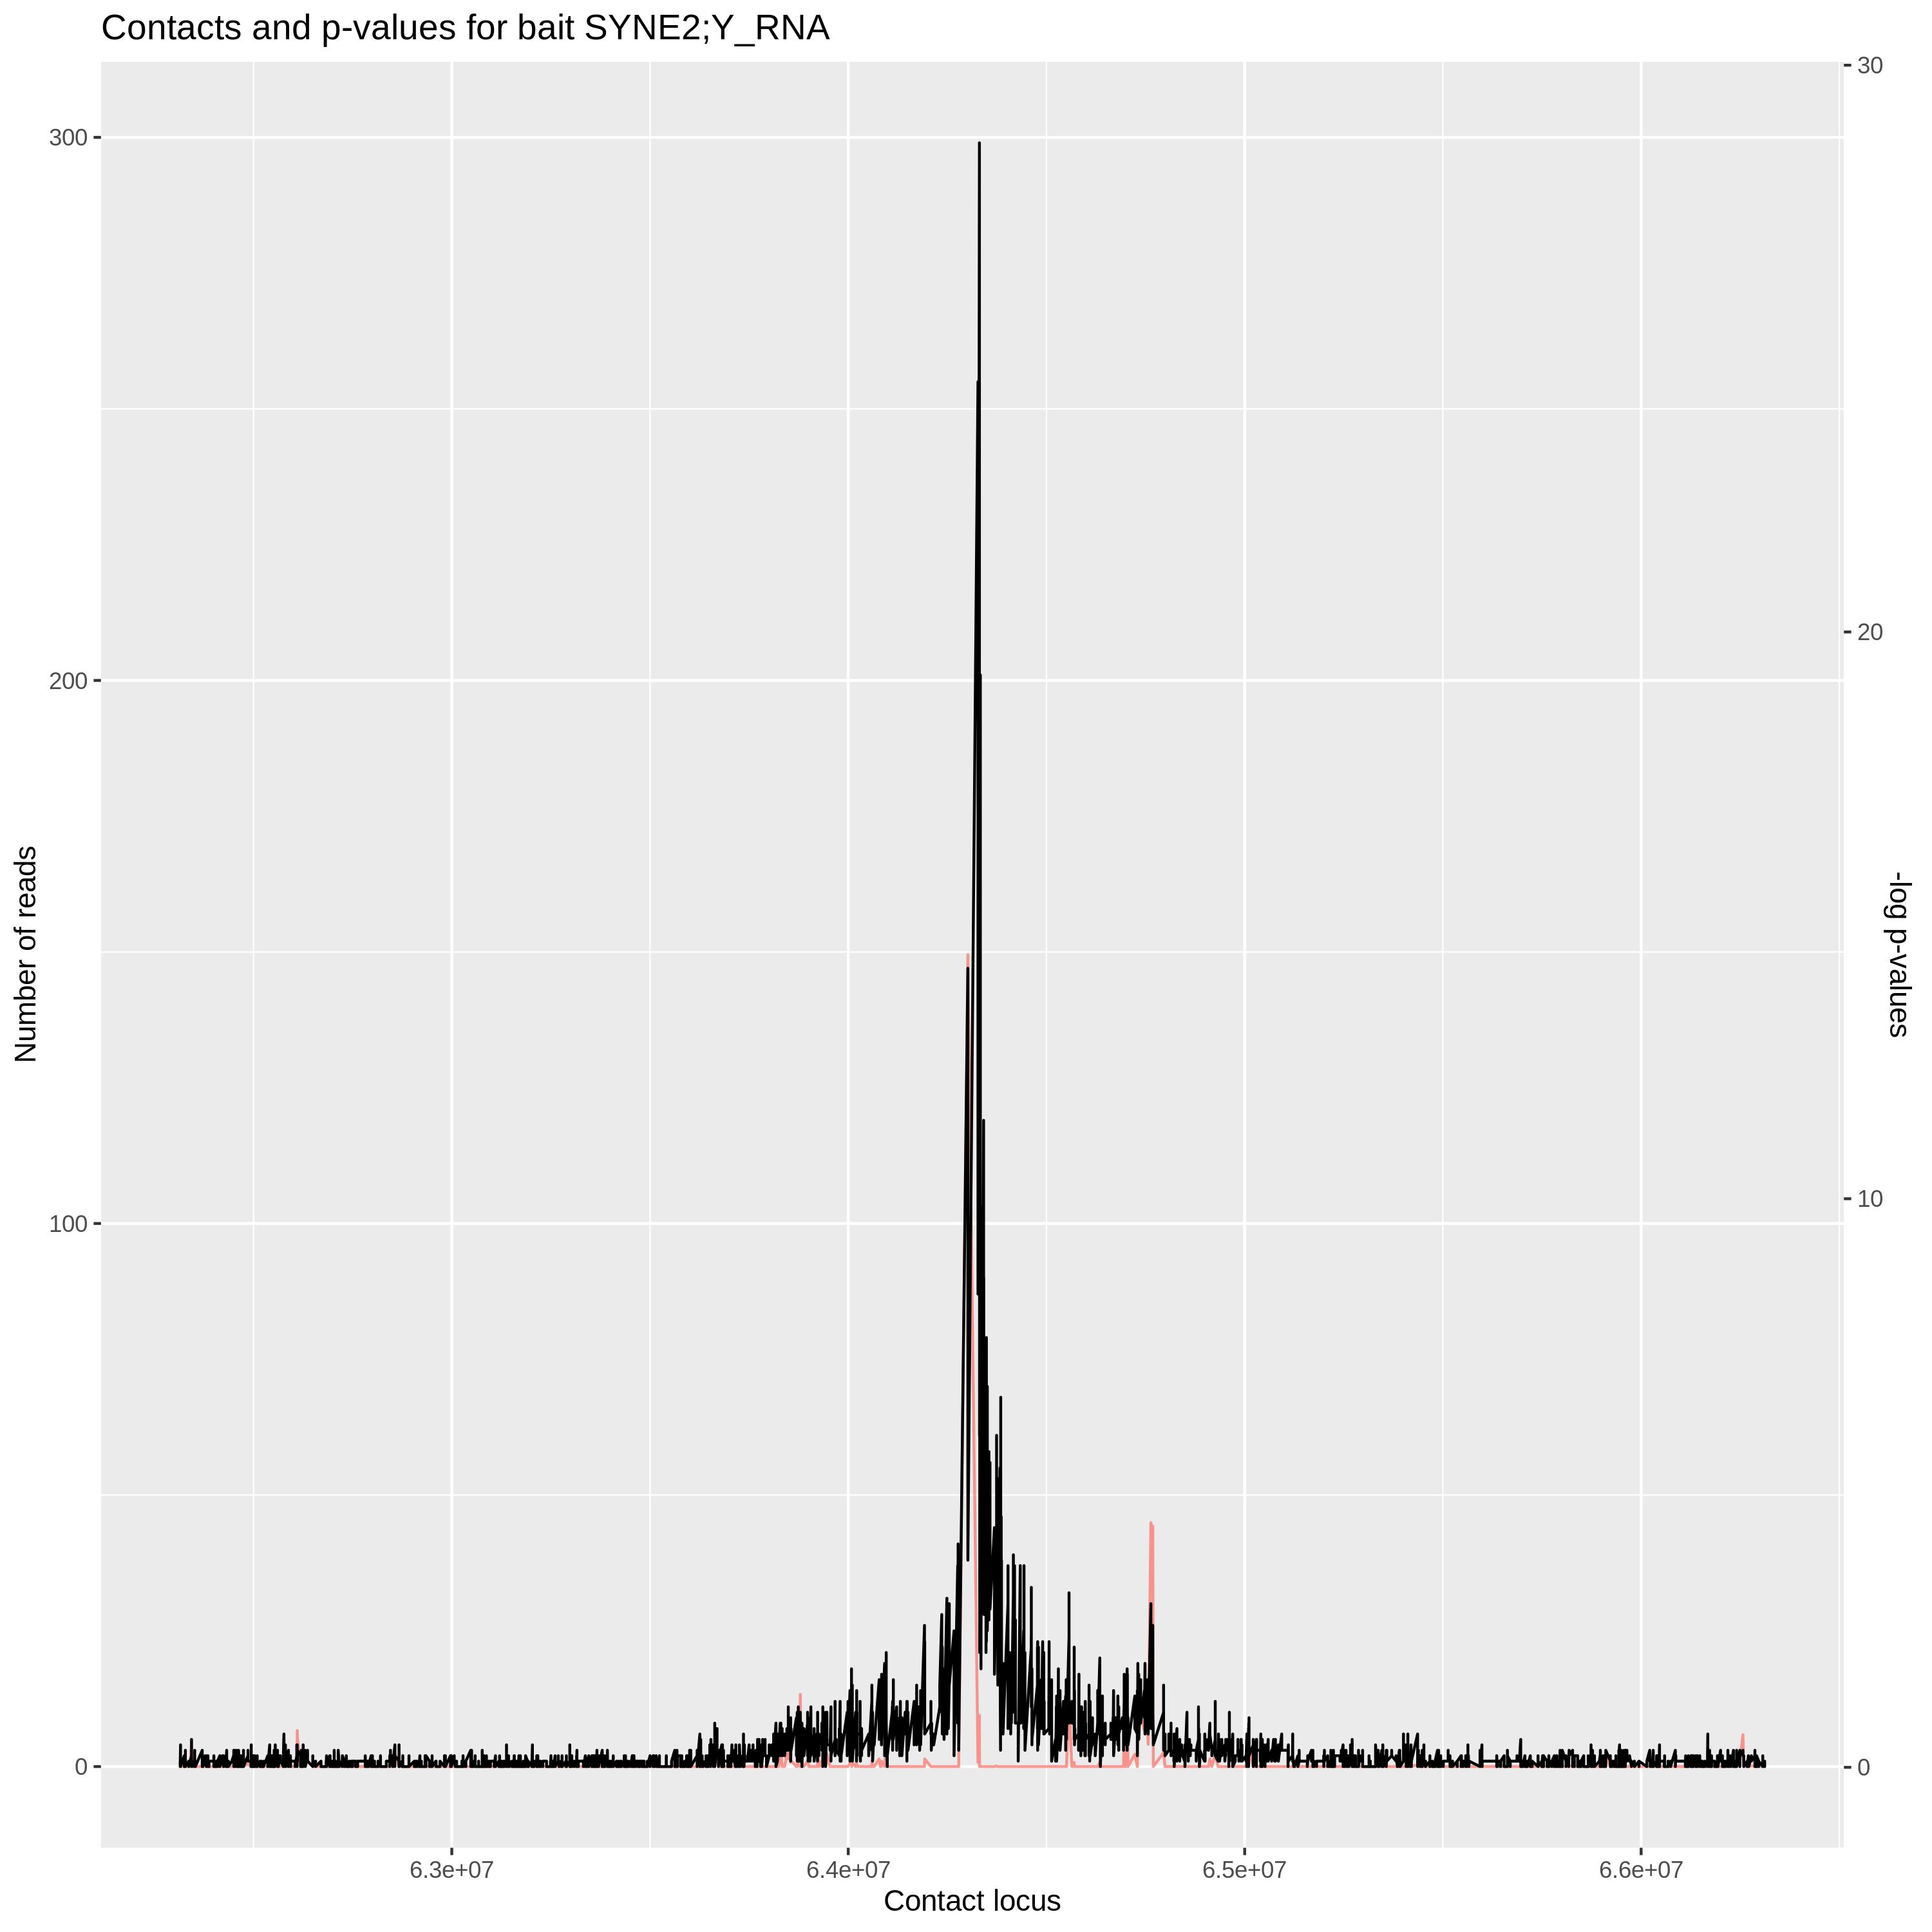 Contacts and p-values for bait SYNE2;Y_RNA
300
200
100
0
Number of reads
30
20
10
0
-log p-values
6.3e+07
6.4e+07
6.5e+07
6.6e+07
Contact locus